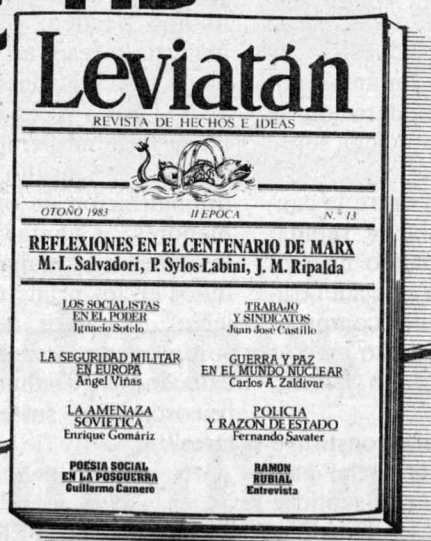 Leviatán
REVISTA DE HECHOS E IDEAS
OTOÑO 1983 II EPOCA N.º 13
REFLEXIONES EN EL CENTENARIO DE MARX
M. L. Salvadori, P. Sylos-Labini, J. M. Ripalda
LOS SOCIALISTAS
EN EL PODER
Ignacio Sotelo
TRABAJO
Y SINDICATOS
Juan José Castillo
LA SEGURIDAD MILITAR
EN EUROPA
Angel Viñas
GUERRA Y PAZ
EN EL MUNDO NUCLEAR
Carlos A. Zaldívar
LA AMENAZA
SOVIETICA
Enrique Gomáriz
POLICIA
Y RAZON DE ESTADO
Fernando Savater
POESIA SOCIAL
EN LA POSGUERRA
Guillermo Carnero
RAMON
RUBIAL
Entrevista